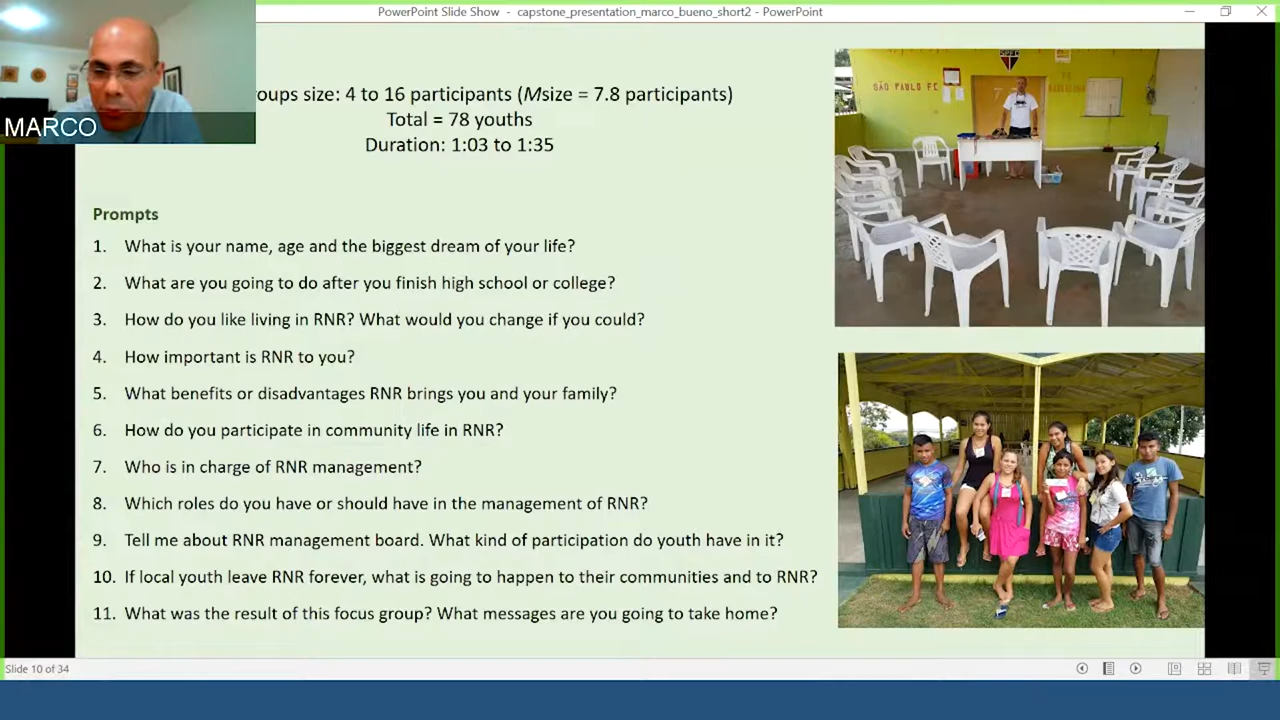 PowerPoint Slide Show - capstone_presentation_marco_bueno_short2 - PowerPoint
MARCO
oups size: 4 to 16 participants (Msize = 7.8 participants)
Total = 78 youths
Duration: 1:03 to 1:35
SPFC
SÃO PAULO FC
Prompts
1. What is your name, age and the biggest dream of your life?
2. What are you going to do after you finish high school or college?
3. How do you like living in RNR? What would you change if you could?
4. How important is RNR to you?
5. What benefits or disadvantages RNR brings you and your family?
6. How do you participate in community life in RNR?
7. Who is in charge of RNR management?
8. Which roles do you have or should have in the management of RNR?
9. Tell me about RNR management board. What kind of participation do youth have in it?
10. If local youth leave RNR forever, what is going to happen to their communities and to RNR?
11. What was the result of this focus group? What messages are you going to take home?
Slide 10 of 34